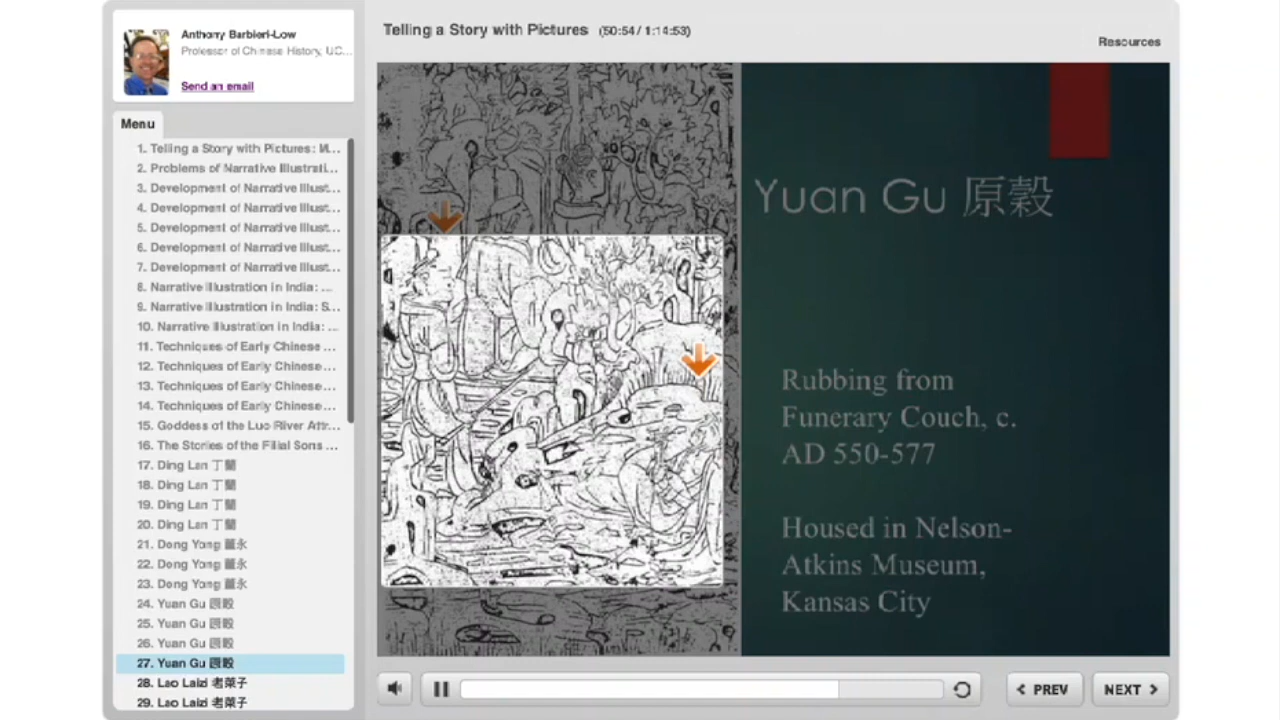 Anthony Barbieri-Low
Professor of Chinese History, UC...
Send an email
Telling a Story with Pictures (50:54 / 1:14:53)
Resources
Menu
1. Telling a Story with Pictures: M...
2. Problems of Narrative Illustrati...
3. Development of Narrative Illust...
4. Development of Narrative Illust...
5. Development of Narrative Illust...
6. Development of Narrative Illust...
7. Development of Narrative Illust...
8. Narrative Illustration in India: ...
9. Narrative Illustration in India: S...
10. Narrative Illustration in India: ...
11. Techniques of Early Chinese ...
12. Techniques of Early Chinese ...
13. Techniques of Early Chinese ...
14. Techniques of Early Chinese ...
15. Goddess of the Luo River Attr...
16. The Stories of the Filial Sons ...
17. Ding Lan 丁蘭
18. Ding Lan 丁蘭
19. Ding Lan 丁蘭
20. Ding Lan 丁蘭
21. Dong Yong 董永
22. Dong Yong 董永
23. Dong Yong 董永
24. Yuan Gu 原穀
25. Yuan Gu 原穀
26. Yuan Gu 原穀
27. Yuan Gu 原穀
28. Lao Laizi 老萊子
29. Lao Laizi 老萊子
Yuan Gu 原穀
Rubbing from
Funerary Couch, c.
AD 550-577
Housed in Nelson-
Atkins Museum,
Kansas City
PREV
NEXT